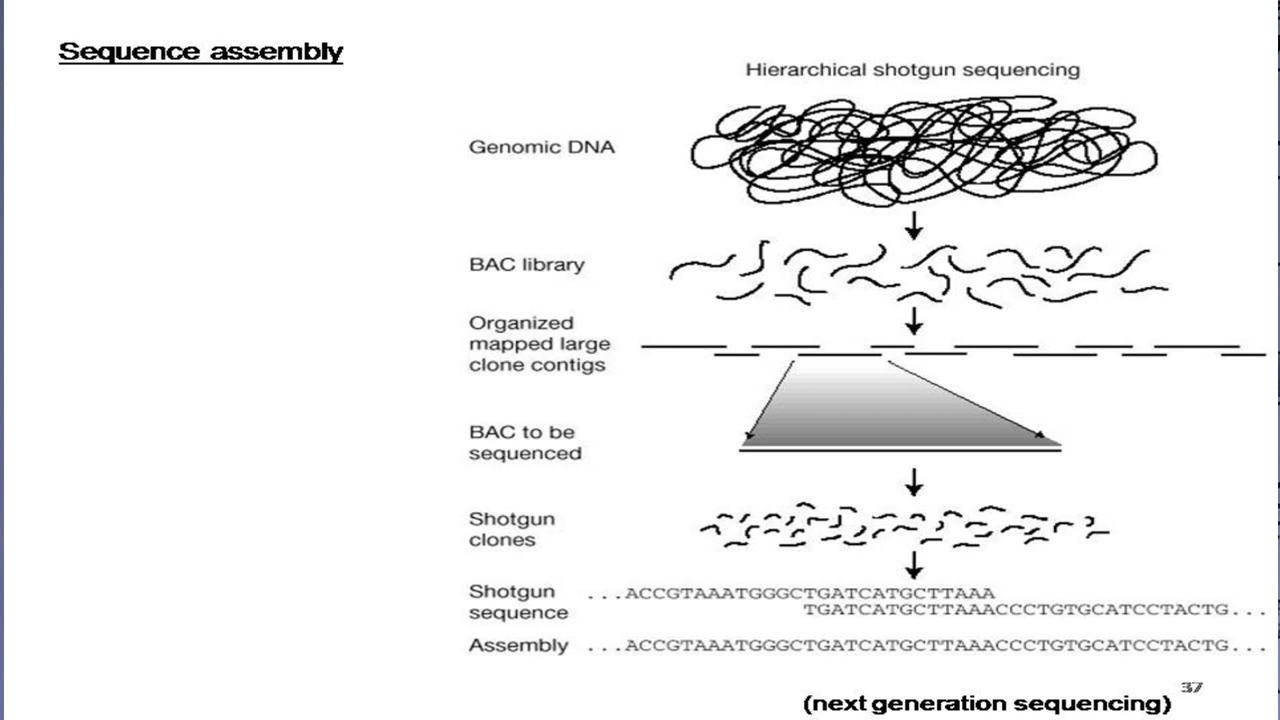 Sequence assembly
Hierarchical shotgun sequencing
Genomic DNA
BAC library
Organized
mapped large
clone contigs
BAC to be
sequenced
Shotgun
clones
Shotgun
sequence
...ACCGTAAATGGGCTGATCATGCTTAAA
TGATCATGCTTAAACCCTGTGCATCCTACTG...
Assembly ...ACCGTAAATGGGCTGATCATGCTTAAACCCTGTGCATCCTACTG...
37
(next generation sequencing)